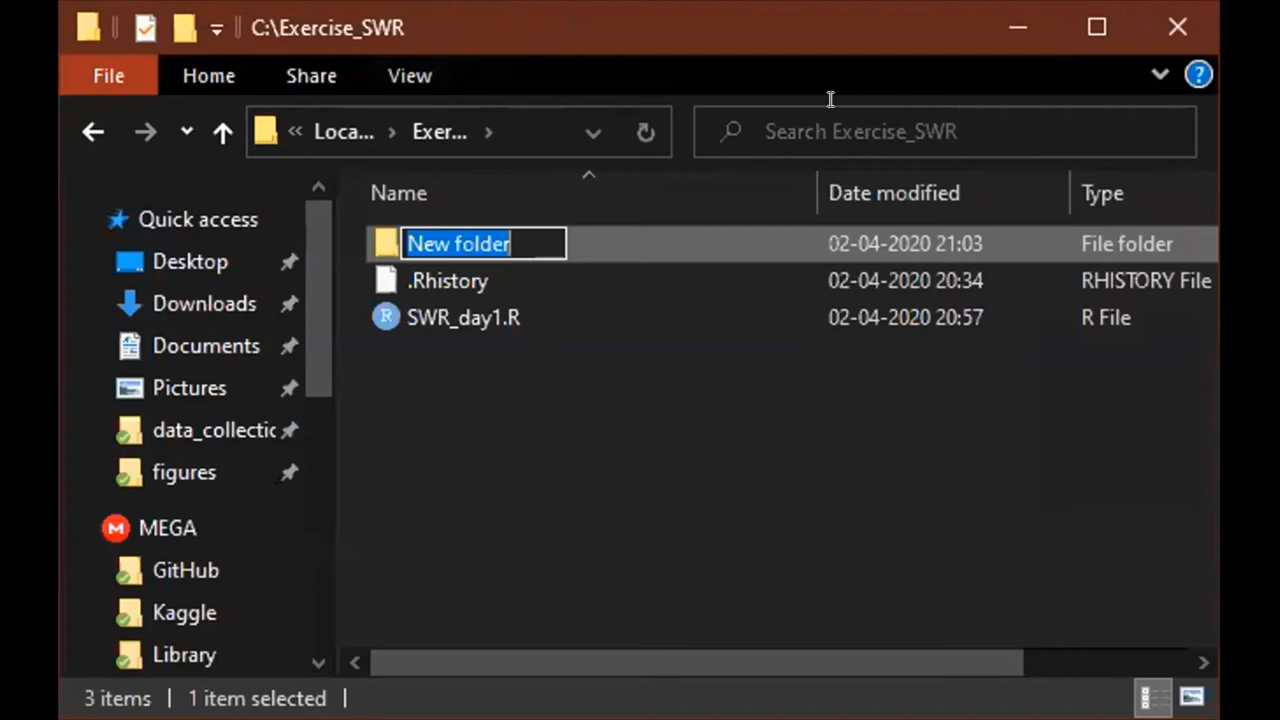 C:\Exercise_SWR
File Home Share View
Loca... Exer...
Search Exercise_SWR
Name Date modified Type
Quick access
Desktop
Downloads
Documents
Pictures
data_collectic
figures
MEGA
GitHub
Kaggle
Library
New folder 02-04-2020 21:03 File folder
.Rhistory 02-04-2020 20:34 RHISTORY File
SWR_day1.R 02-04-2020 20:57 R File
3 items 1 item selected